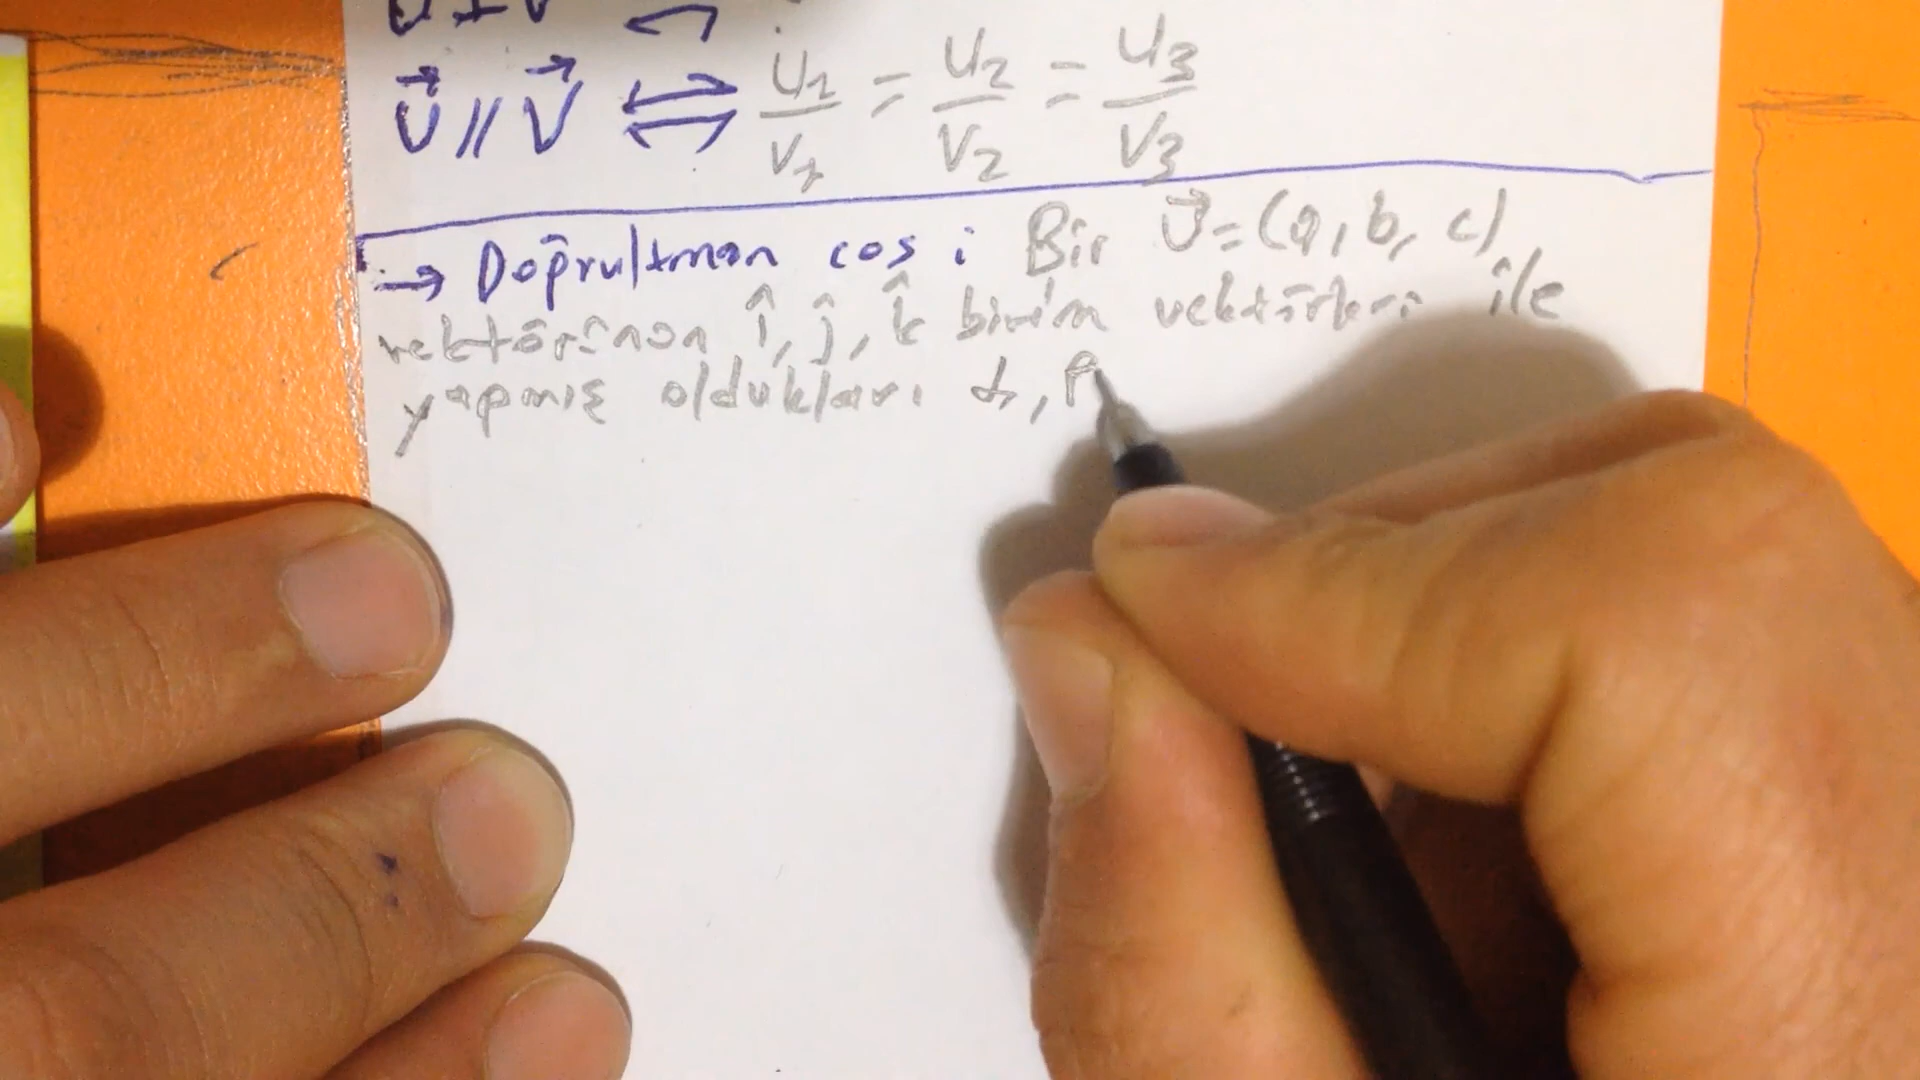 U⃗ // V⃗ ⇔ u₁/v₁ = u₂/v₂ = u₃/v₃
→ Doğrultman cos : Bir U⃗ = (a, b, c)
vektörünün î, ĵ, k̂ birim vektörleri ile
yapmış oldukları α, β